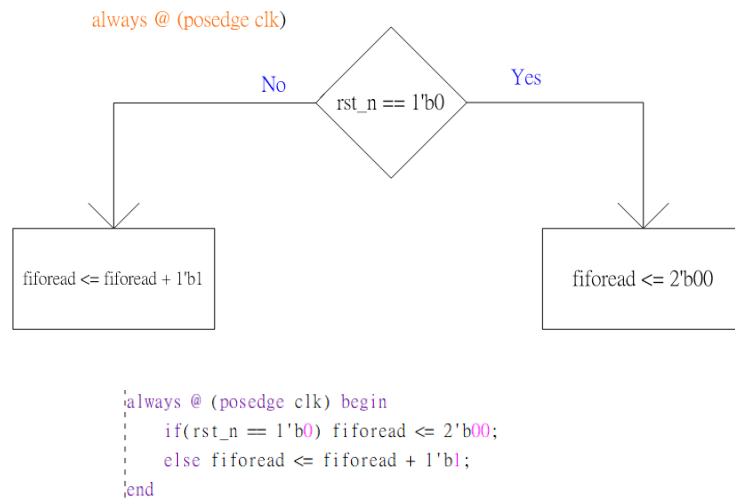 always @ (posedge clk)
No
Yes
rst_n == 1'b0
fiforead <= fiforead + 1'b1
fiforead <= 2'b00
always @ (posedge clk) begin
if(rst_n == 1'b0) fiforead <= 2'b00;
else fiforead <= fiforead + 1'b1;
end